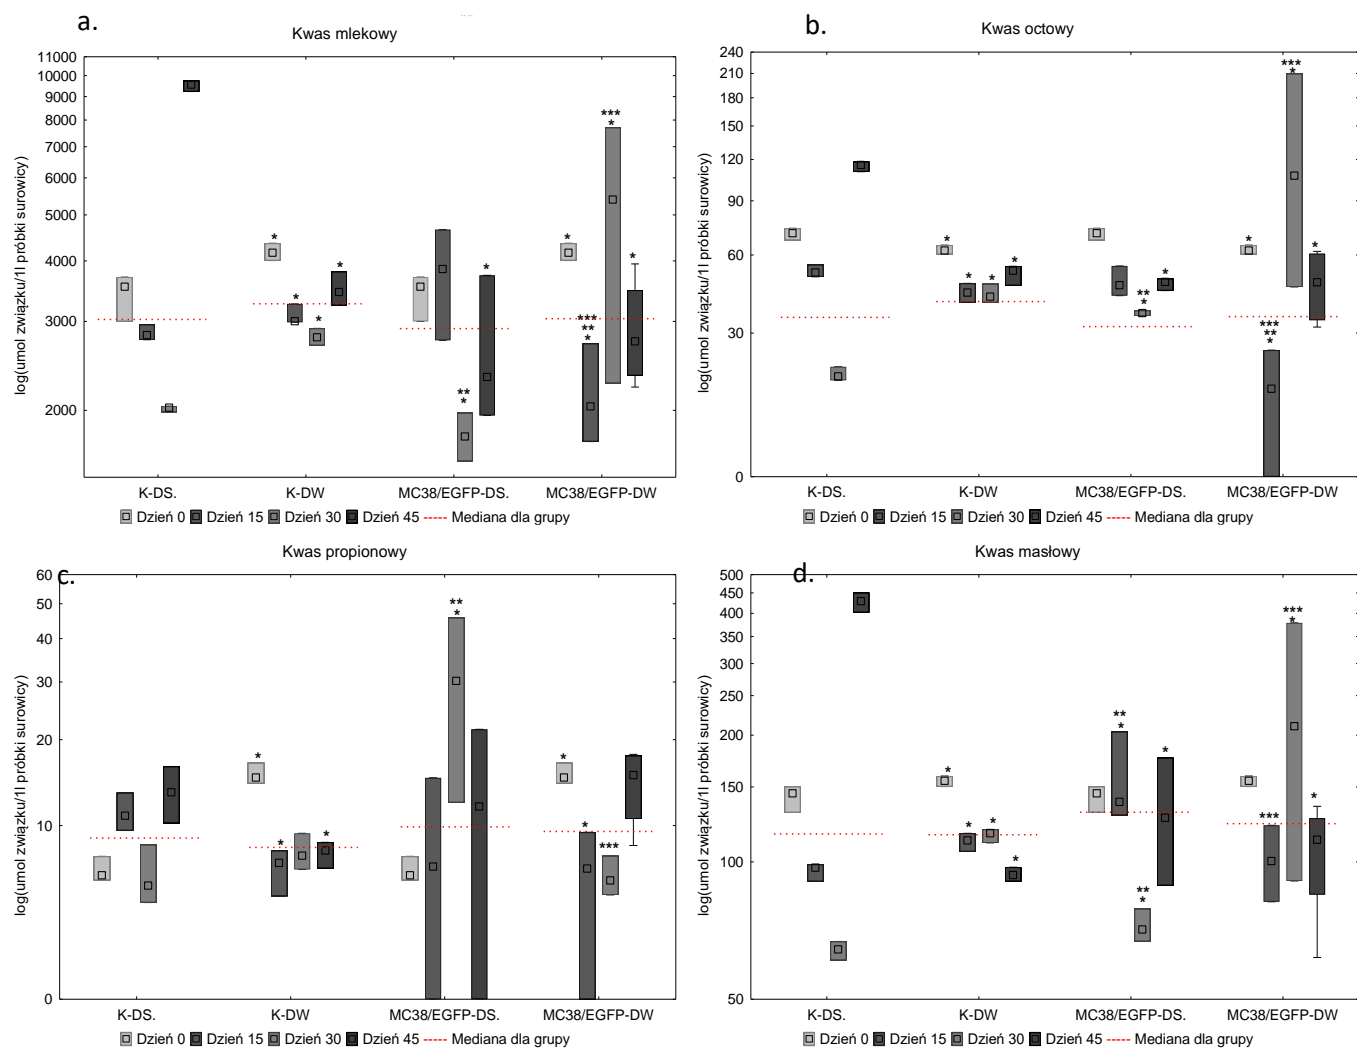 a.
Kwas mlekowy
log(umol związku/1l próbki surowicy)
11000
10000
9000
8000
7000
6000
5000
4000
3000
2000
*
*
*
*
**
*
*
*
***
**
*
***
*
*
K-DS.
K-DW
MC38/EGFP-DS.
MC38/EGFP-DW
Dzień 0 Dzień 15 Dzień 30 Dzień 45 Mediana dla grupy
b.
Kwas octowy
log(umol związku/1l próbki surowicy)
240
210
150
120
90
60
30
0
*
*
*
*
**
*
*
*
***
**
*
***
*
*
K-DS.
K-DW
MC38/EGFP-DS.
MC38/EGFP-DW
Dzień 0 Dzień 15 Dzień 30 Dzień 45 Mediana dla grupy
c.
Kwas propionowy
log(umol związku/1l próbki surowicy)
60
50
40
30
20
10
0
*
*
*
**
*
*
*
***
K-DS.
K-DW
MC38/EGFP-DS.
MC38/EGFP-DW
Dzień 0 Dzień 15 Dzień 30 Dzień 45 Mediana dla grupy
d.
Kwas masłowy
log(umol związku/1l próbki surowicy)
500
450
400
350
300
250
200
150
100
50
*
*
*
*
**
*
**
*
*
***
***
*
*
K-DS.
K-DW
MC38/EGFP-DS.
MC38/EGFP-DW
Dzień 0 Dzień 15 Dzień 30 Dzień 45 Mediana dla grupy